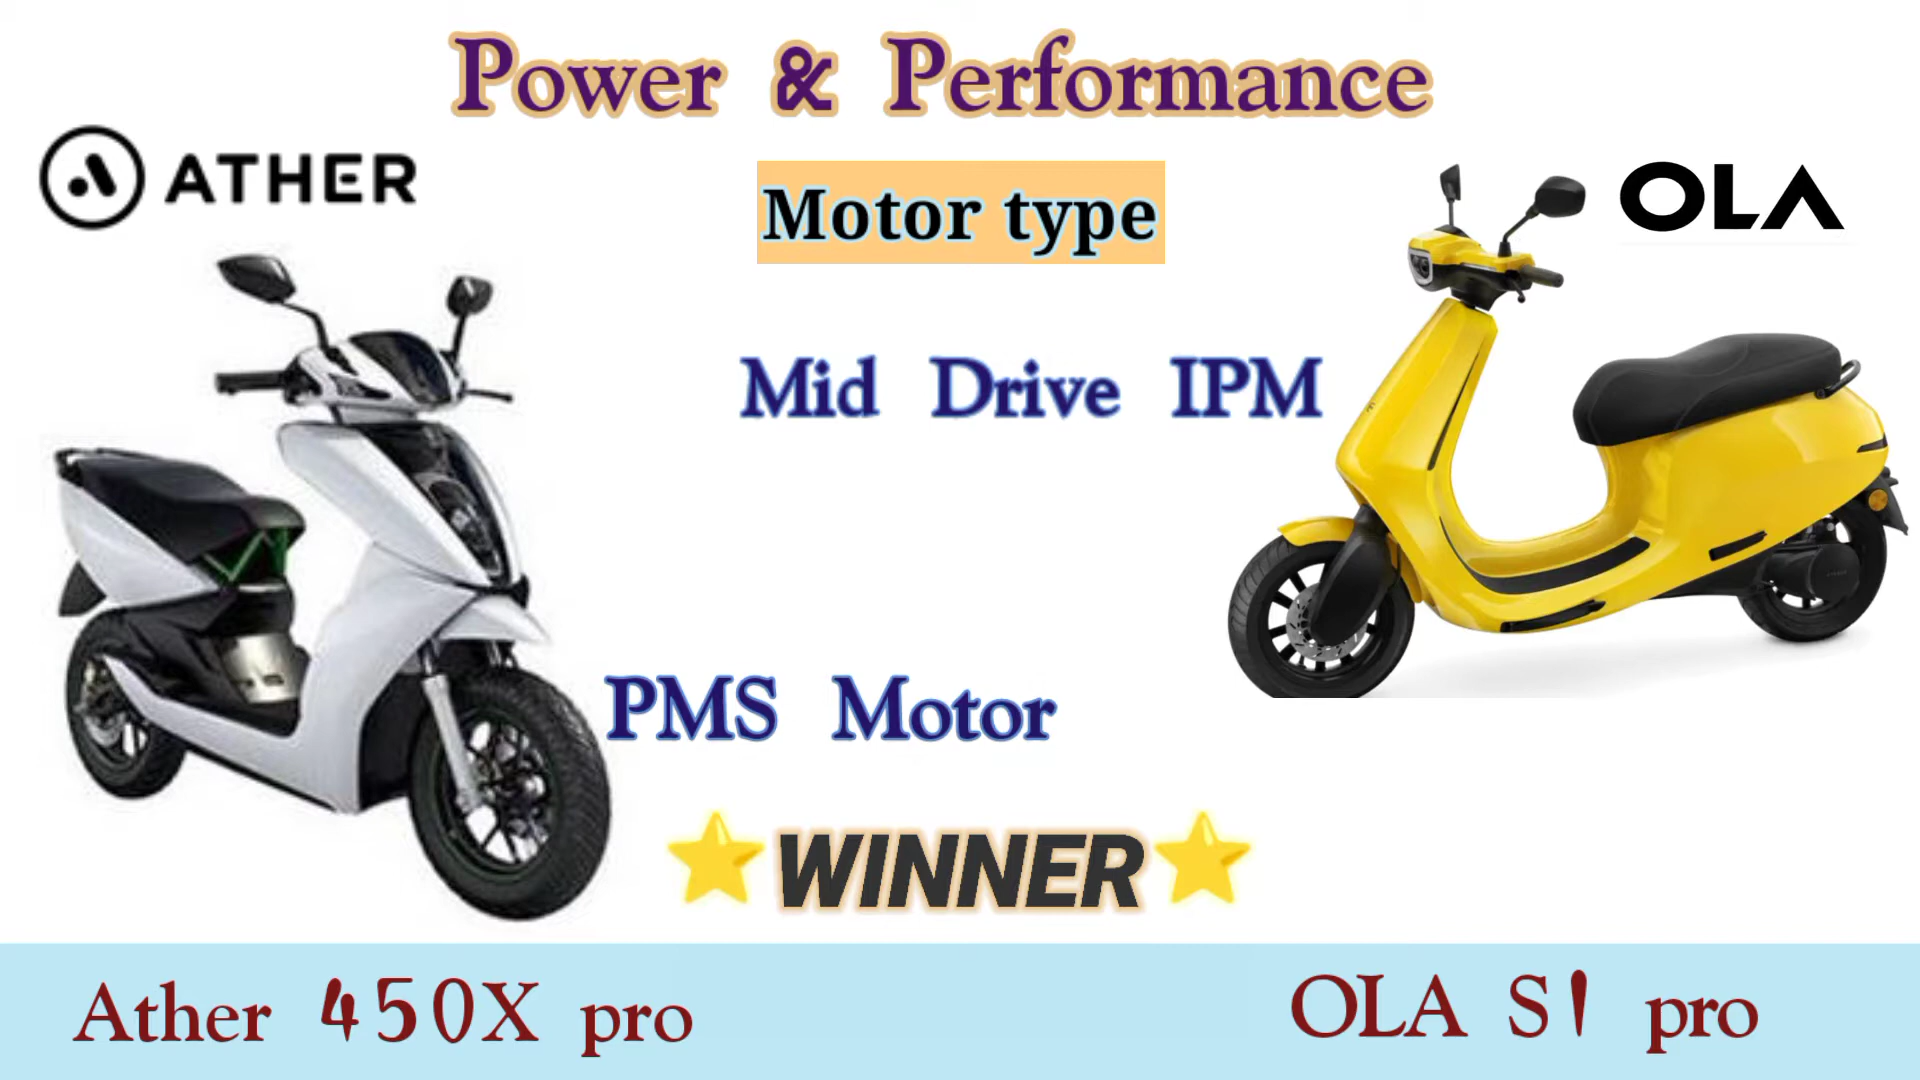 Power & Performance
ATHER
Motor type
OLA
Mid Drive IPM
PMS Motor
WINNER
Ather 450X pro
OLA S1 pro